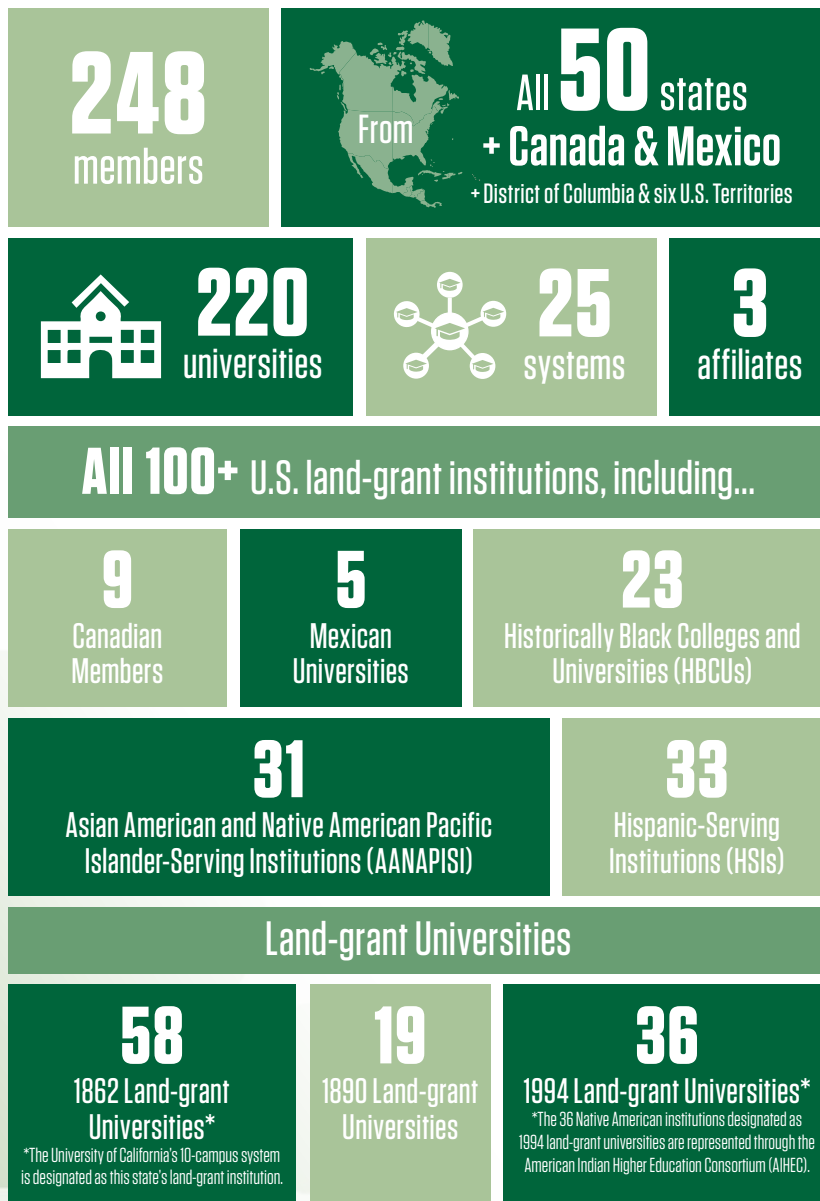 248
members
From
All 50 states
+ Canada & Mexico
+ District of Columbia & six U.S. Territories
220
universities
25
systems
3
affiliates
All 100+ U.S. land-grant institutions, including...
9
Canadian
Members
5
Mexican
Universities
23
Historically Black Colleges and
Universities (HBCUs)
31
Asian American and Native American Pacific
Islander-Serving Institutions (AANAPISI)
33
Hispanic-Serving
Institutions (HSIs)
Land-grant Universities
58
1862 Land-grant
Universities*
*The University of California's 10-campus system
is designated as this state's land-grant institution.
19
1890 Land-grant
Universities
36
1994 Land-grant Universities*
*The 36 Native American institutions designated as
1994 land-grant universities are represented through the
American Indian Higher Education Consortium (AIHEC).